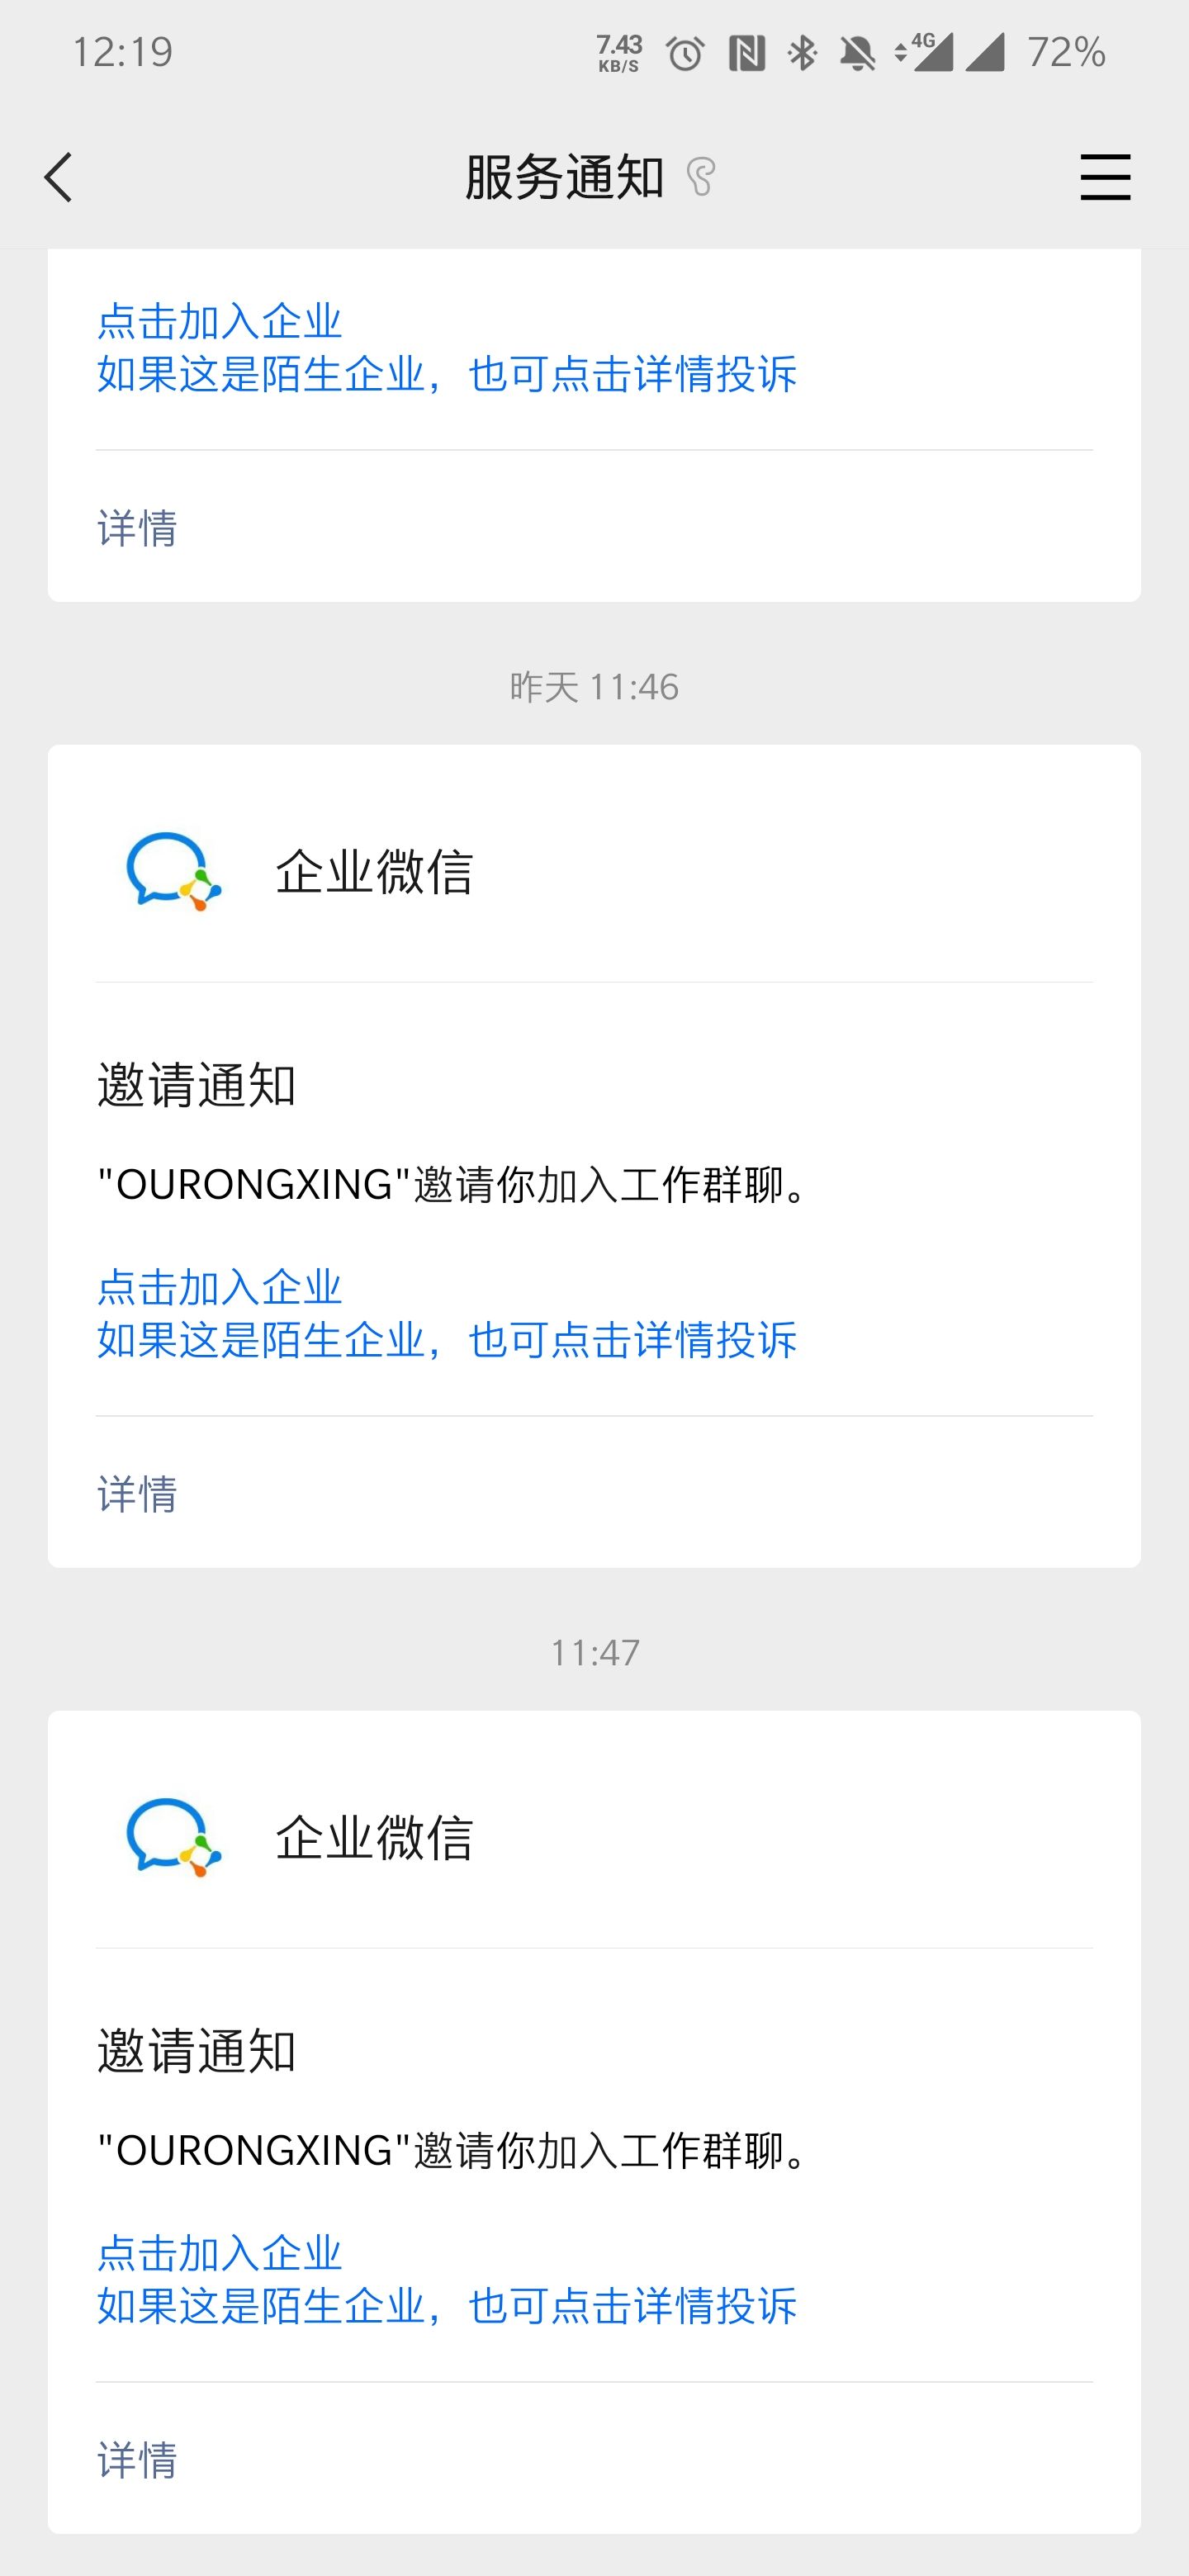 12:19
7.43
KB/S
4G
72%
服务通知
点击加入企业
如果这是陌生企业，也可点击详情投诉
详情
昨天 11:46
企业微信
邀请通知
"OURONGXING"邀请你加入工作群聊。
点击加入企业
如果这是陌生企业，也可点击详情投诉
详情
11:47
企业微信
邀请通知
"OURONGXING"邀请你加入工作群聊。
点击加入企业
如果这是陌生企业，也可点击详情投诉
详情